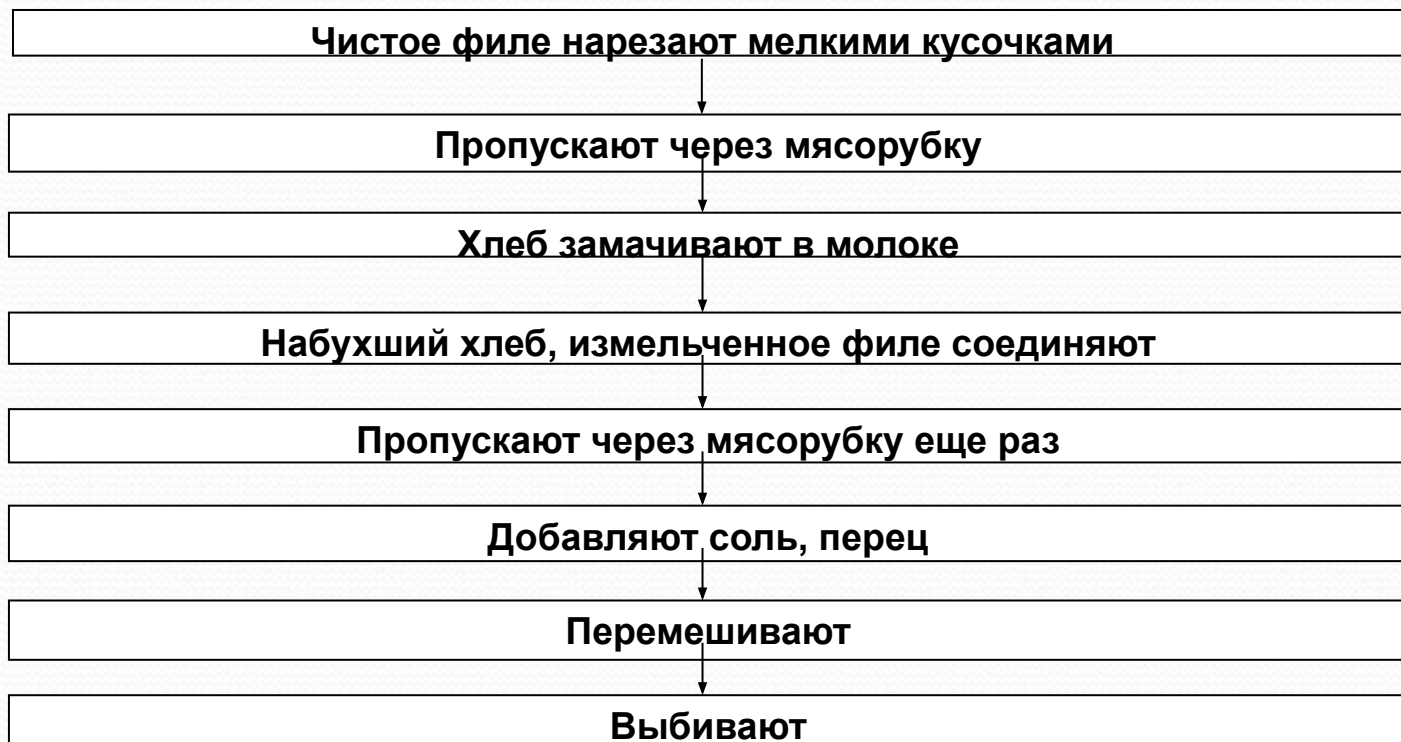 Чистое филе нарезают мелкими кусочками
Пропускают через мясорубку
Хлеб замачивают в молоке
Набухший хлеб, измельченное филе соединяют
Пропускают через мясорубку еще раз
Добавляют соль, перец
Перемешивают
Выбивают